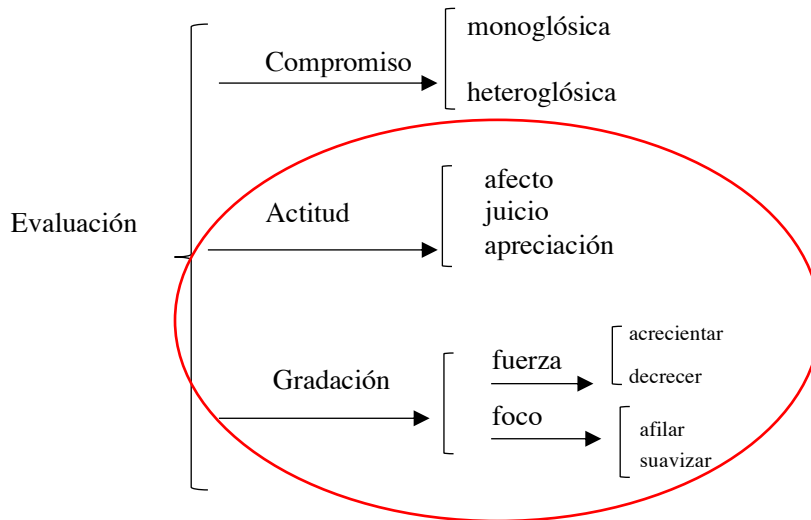 monoglósica
Compromiso
heteroglósica
Evaluación
Actitud
afecto
juicio
apreciación
Gradación
fuerza
acrecientar
decrecer
foco
afilar
suavizar